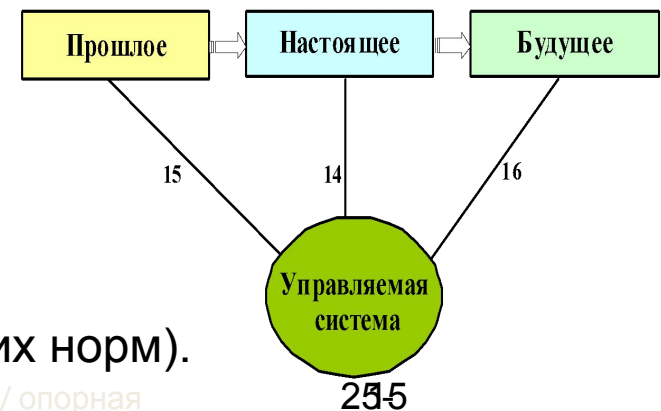 Прошлое
Настоящее
Будущее
15
14
16
Управляемая
система
их норм).
/ опорная